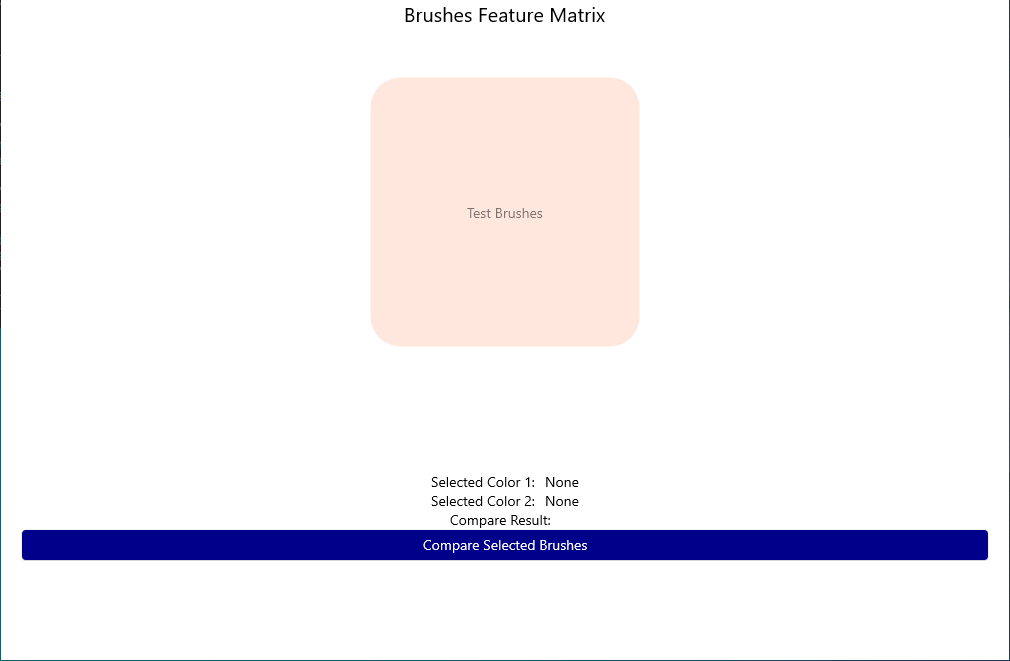 Brushes Feature Matrix
Test Brushes
Selected Color 1: None
Selected Color 2: None
Compare Result:
Compare Selected Brushes